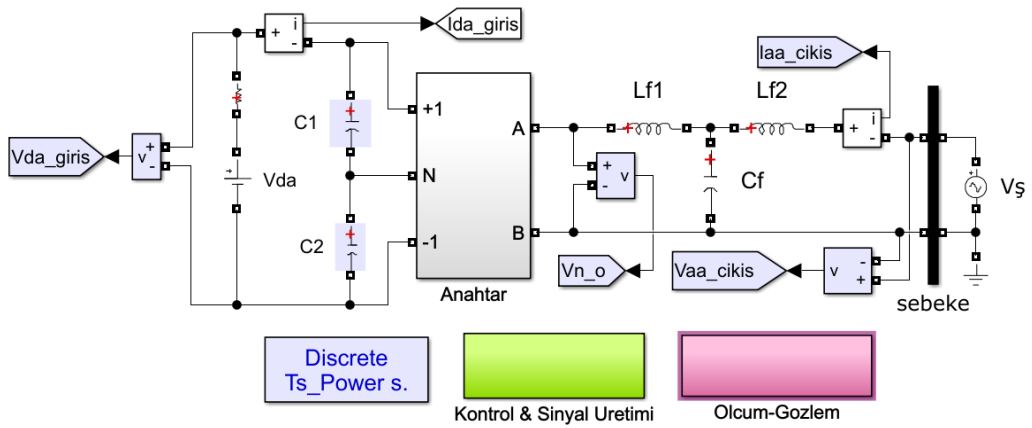 i
+
-
Ida_giris
Iaa_cikis
C1
+1
Lf1
Lf2
+
i
-
Vda_giris
v
+
-
A
+
-
v
Vda
N
Cf
Vş
C2
-1
B
Vn_o
Vaa_cikis
v
-
+
Anahtar
sebeke
Discrete
Ts_Power s.
Kontrol & Sinyal Uretimi
Olcum-Gozlem